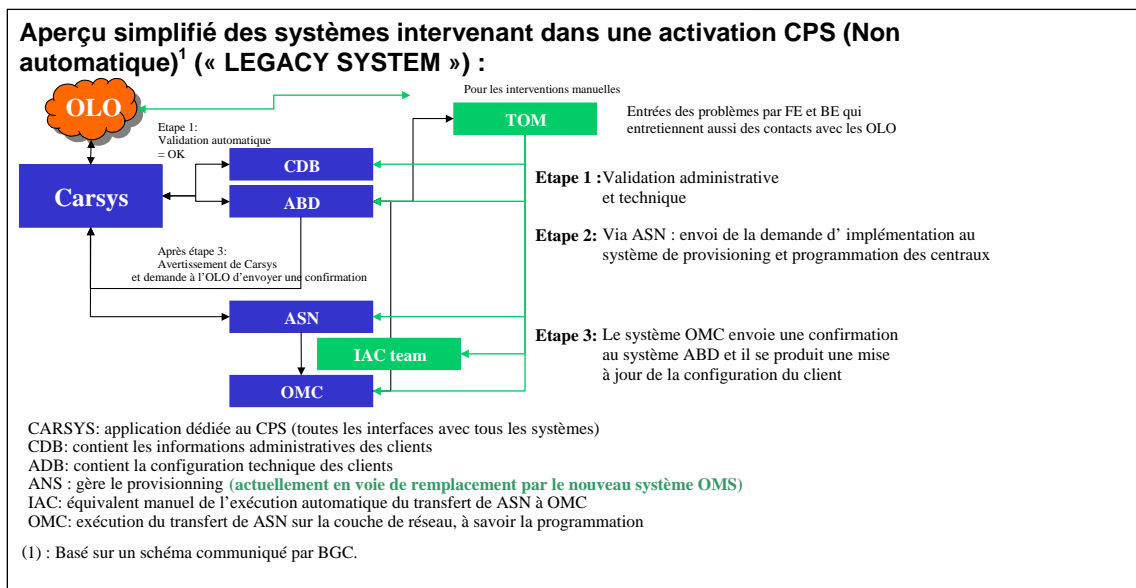 Aperçu simplifié des systèmes intervenant dans une activation CPS (Non
automatique)1 (« LEGACY SYSTEM ») :
Pour les interventions manuelles
OLO
TOM
Entrées des problèmes par FE et BE qui
entretiennent aussi des contacts avec les OLO
Etape 1:
Validation automatique
= OK
CDB
Carsys
ABD
Etape 1 :Validation administrative
et technique
Etape 2: Via ASN : envoi de la demande d’ implémentation au
système de provisioning et programmation des centraux
Après étape 3:
Avertissement de Carsys
et demande à l’OLO d’envoyer une confirmation
ASN
IAC team
OMC
Etape 3: Le système OMC envoie une confirmation
au système ABD et il se produit une mise
à jour de la configuration du client
CARSYS: application dédiée au CPS (toutes les interfaces avec tous les systèmes)
CDB: contient les informations administratives des clients
ADB: contient la configuration technique des clients
ANS : gère le provisionning (actuellement en voie de remplacement par le nouveau système OMS)
IAC: équivalent manuel de l’exécution automatique du transfert de ASN à OMC
OMC: exécution du transfert de ASN sur la couche de réseau, à savoir la programmation
(1) : Basé sur un schéma communiqué par BGC.